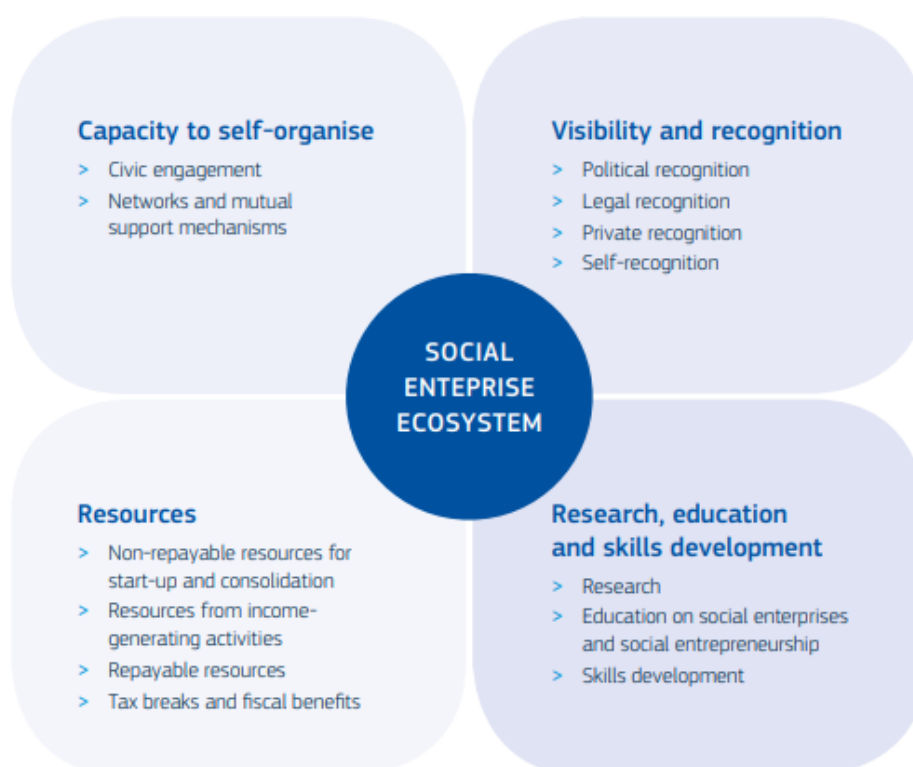 Capacity to self-organise
> Civic engagement
> Networks and mutual
support mechanisms
Visibility and recognition
> Political recognition
> Legal recognition
> Private recognition
> Self-recognition
SOCIAL
ENTEPRISE
ECOSYSTEM
Resources
> Non-repayable resources for
start-up and consolidation
> Resources from income-
generating activities
> Repayable resources
> Tax breaks and fiscal benefits
Research, education
and skills development
> Research
> Education on social enterprises
and social entrepreneurship
> Skills development